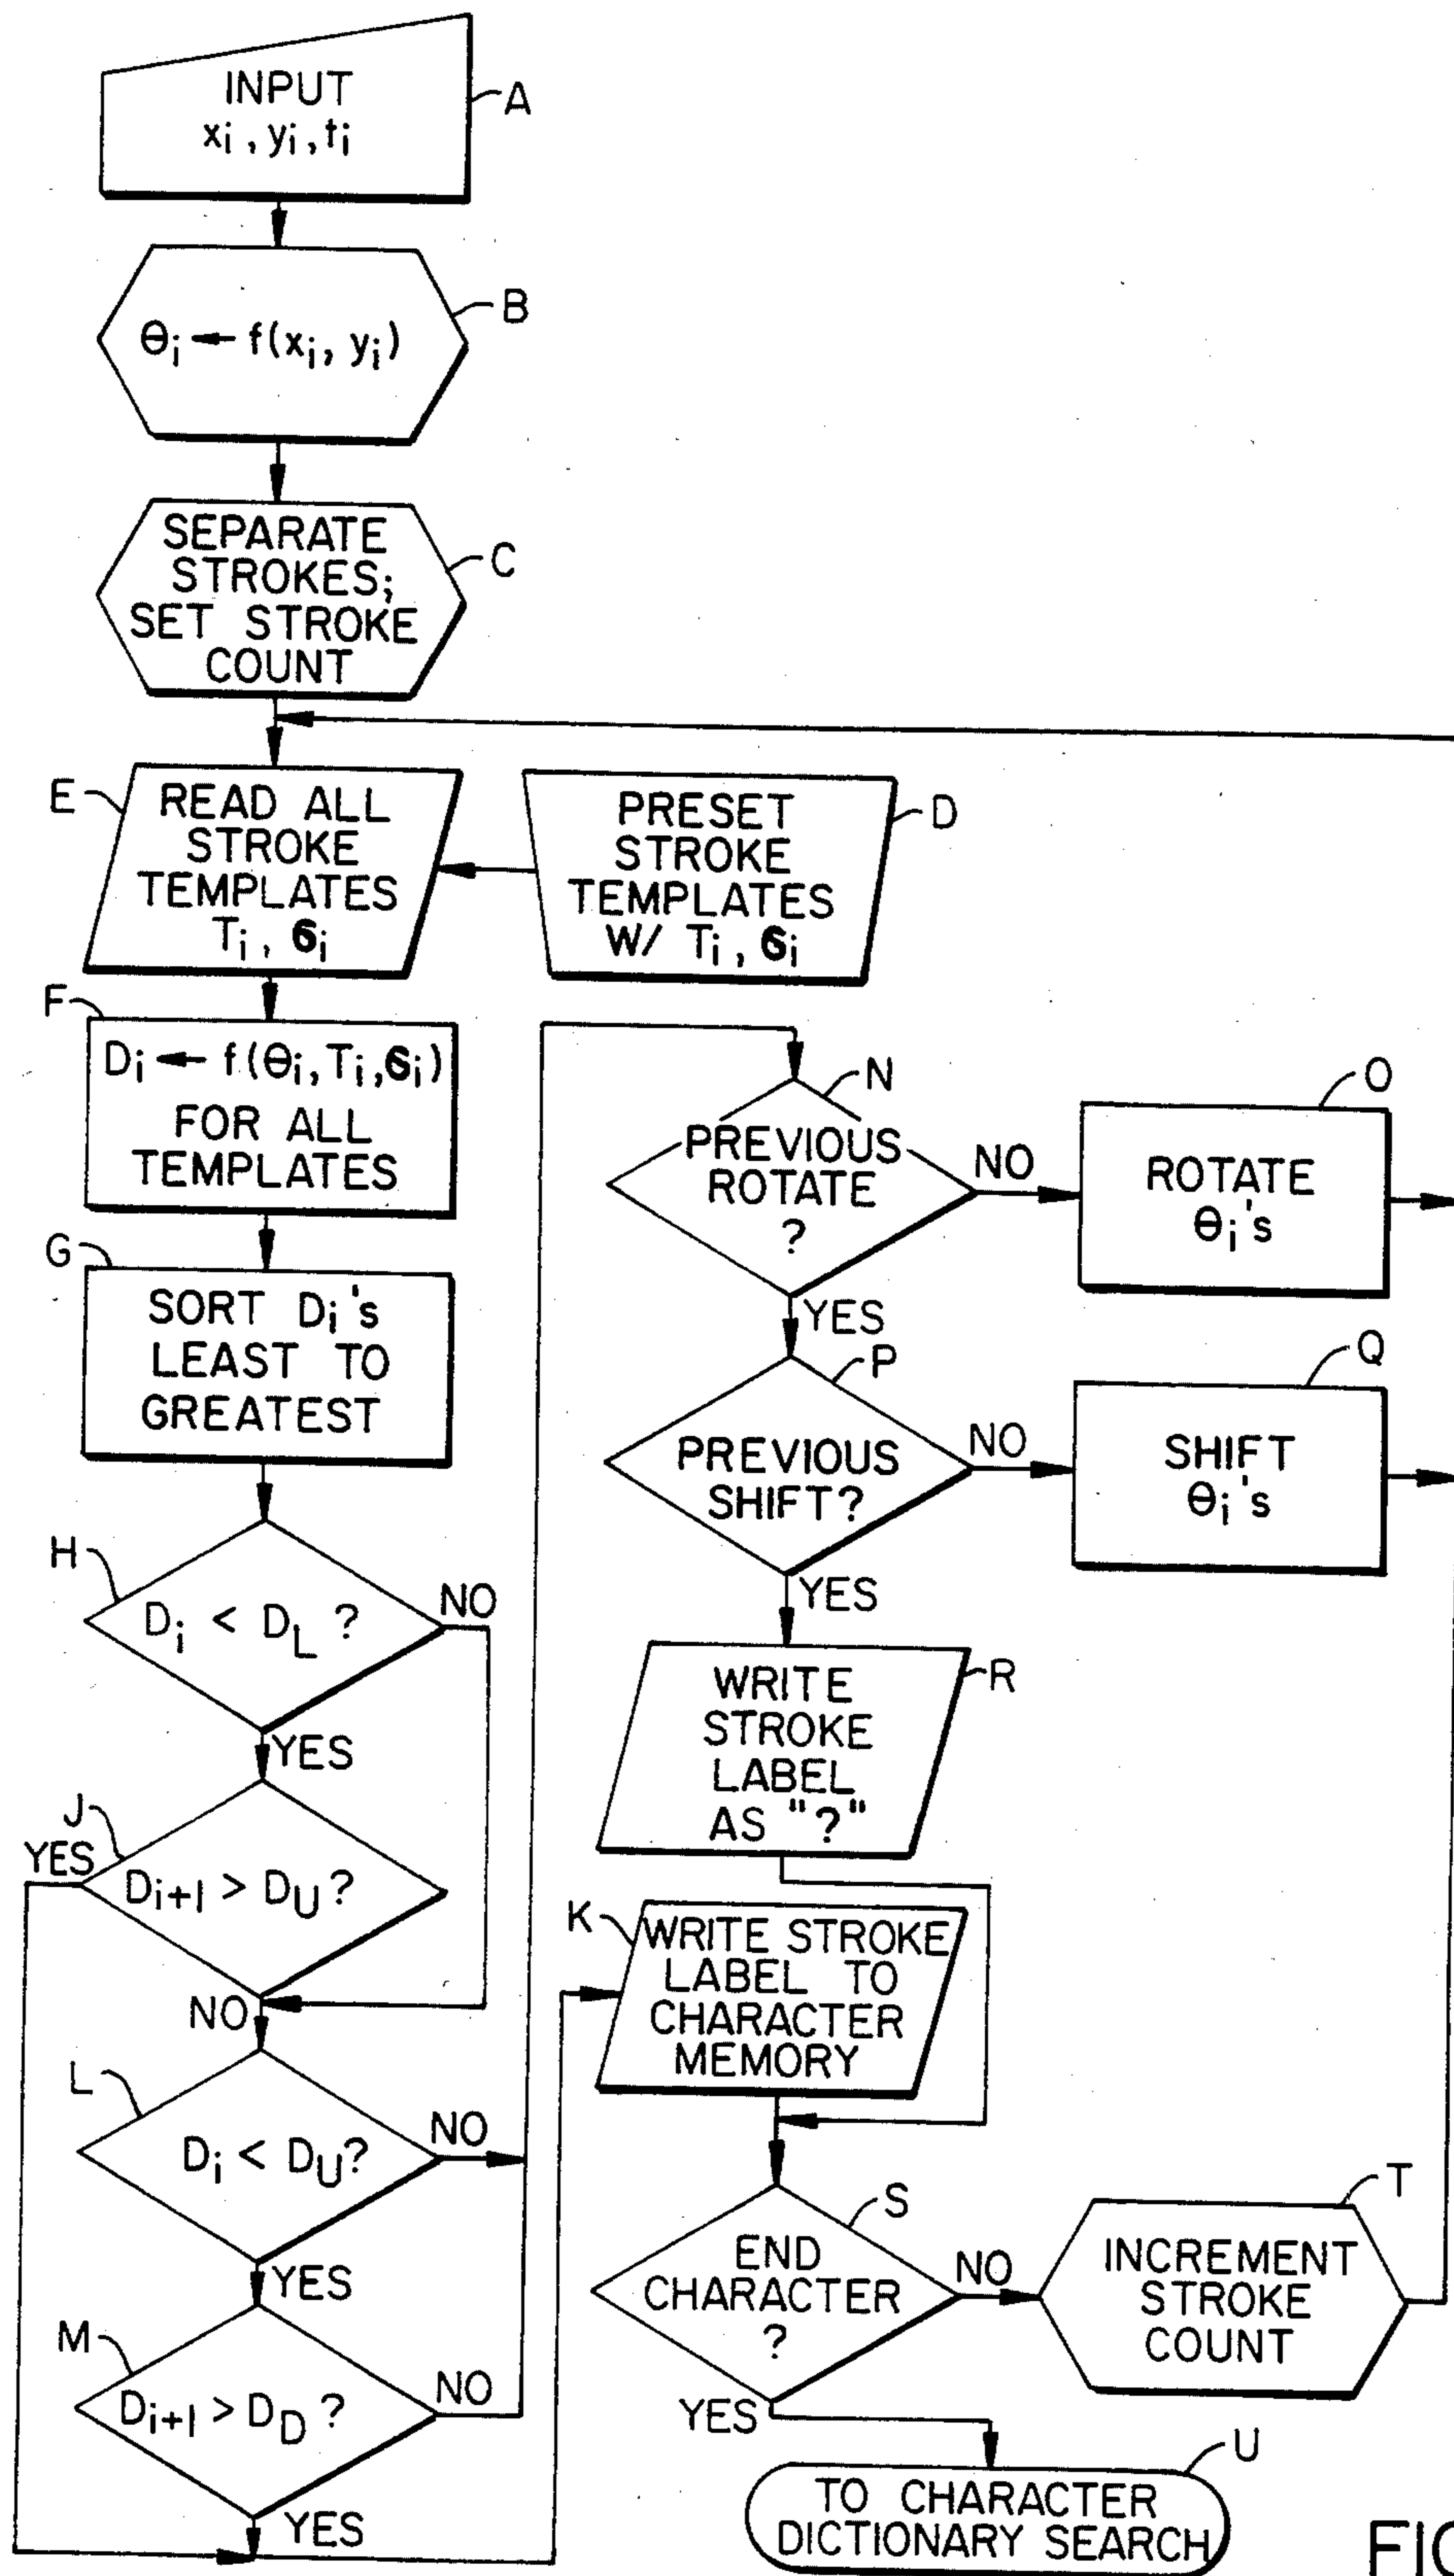 INPUT
xi, yi, ti
A
θi ← f(xi, yi)
B
SEPARATE
STROKES;
SET STROKE
COUNT
C
E
READ ALL
STROKE
TEMPLATES
Ti, σi
PRESET
STROKE
TEMPLATES
W/ Ti, σi
D
F
Di ← f(θi, Ti, σi)
FOR ALL
TEMPLATES
G
SORT Di's
LEAST TO
GREATEST
H
Di < DL ?
NO
YES
J
YES
Di+1 > DU ?
NO
L
Di < DU?
NO
YES
M
Di+1 > DD ?
NO
YES
N
PREVIOUS
ROTATE
?
NO
YES
O
ROTATE
θi's
P
PREVIOUS
SHIFT?
NO
YES
Q
SHIFT
θi's
R
WRITE
STROKE
LABEL
AS "?"
K
WRITE STROKE
LABEL TO
CHARACTER
MEMORY
S
END
CHARACTER
?
NO
YES
T
INCREMENT
STROKE
COUNT
U
TO CHARACTER
DICTIONARY SEARCH
FIG